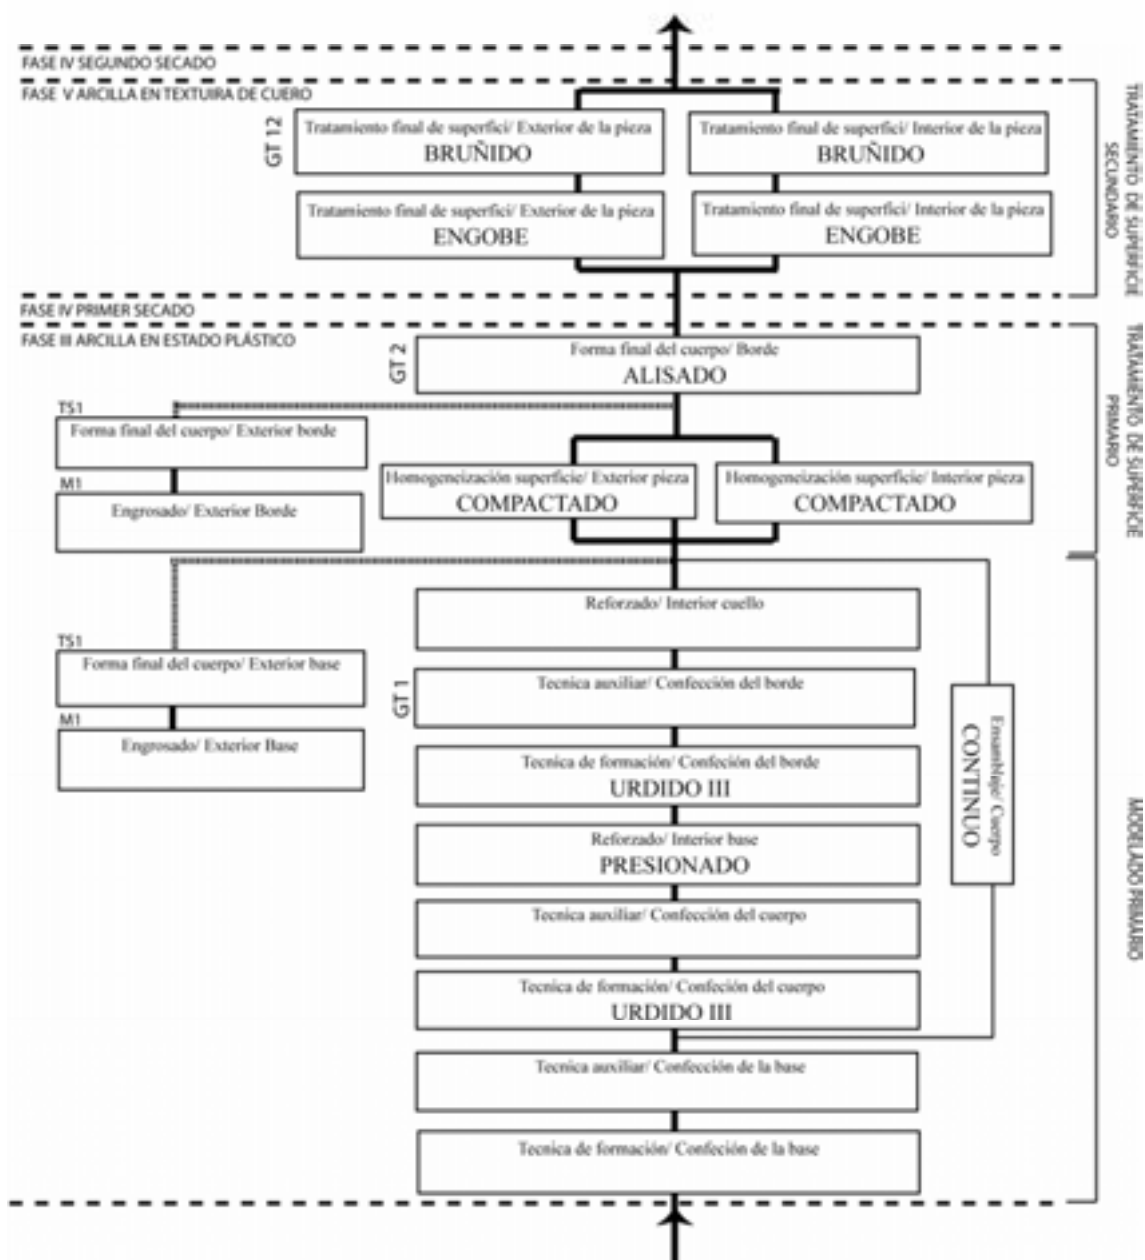 FASE IV SEGUNDO SECADO
FASE V ARCILLA EN TEXTUIRA DE CUERO
GT 12
Tratamiento final de superfici/ Exterior de la pieza
BRUÑIDO
Tratamiento final de superfici/ Interior de la pieza
BRUÑIDO
Tratamiento final de superfici/ Exterior de la pieza
ENGOBE
Tratamiento final de superfici/ Interior de la pieza
ENGOBE
TRATAMIENTO DE SUPERFICIE
SECUNDARIO
FASE IV PRIMER SECADO
FASE III ARCILLA EN ESTADO PLÁSTICO
GT 2
Forma final del cuerpo/ Borde
ALISADO
TS1
Forma final del cuerpo/ Exterior borde
M1
Engrosado/ Exterior Borde
Homogeneización superficie/ Exterior pieza
COMPACTADO
Homogeneización superficie/ Interior pieza
COMPACTADO
TRATAMIENTO DE SUPERFICIE
PRIMARIO
Reforzado/ Interior cuello
TS1
Forma final del cuerpo/ Exterior base
M1
Engrosado/ Exterior Base
GT 1
Tecnica auxiliar/ Confección del borde
Tecnica de formación/ Confeción del borde
URDIDO III
Reforzado/ Interior base
PRESIONADO
Tecnica auxiliar/ Confección del cuerpo
Tecnica de formación/ Confeción del cuerpo
URDIDO III
Ensamblaje/ Cuerpo
CONTINUO
Tecnica auxiliar/ Confección de la base
Tecnica de formación/ Confeción de la base
MODELADO PRIMARIO